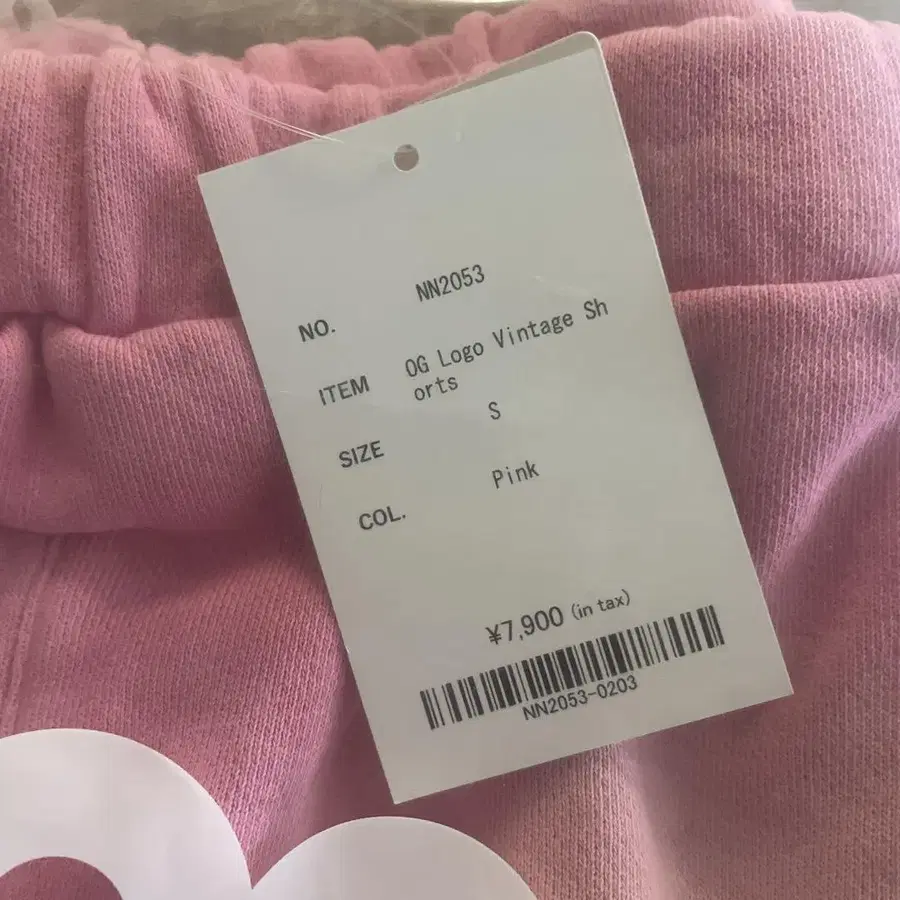 NO. NN2053
ITEM OG Logo Vintage Sh
orts
SIZE S
COL. Pink
¥7,900 (in tax)
NN2053-0203